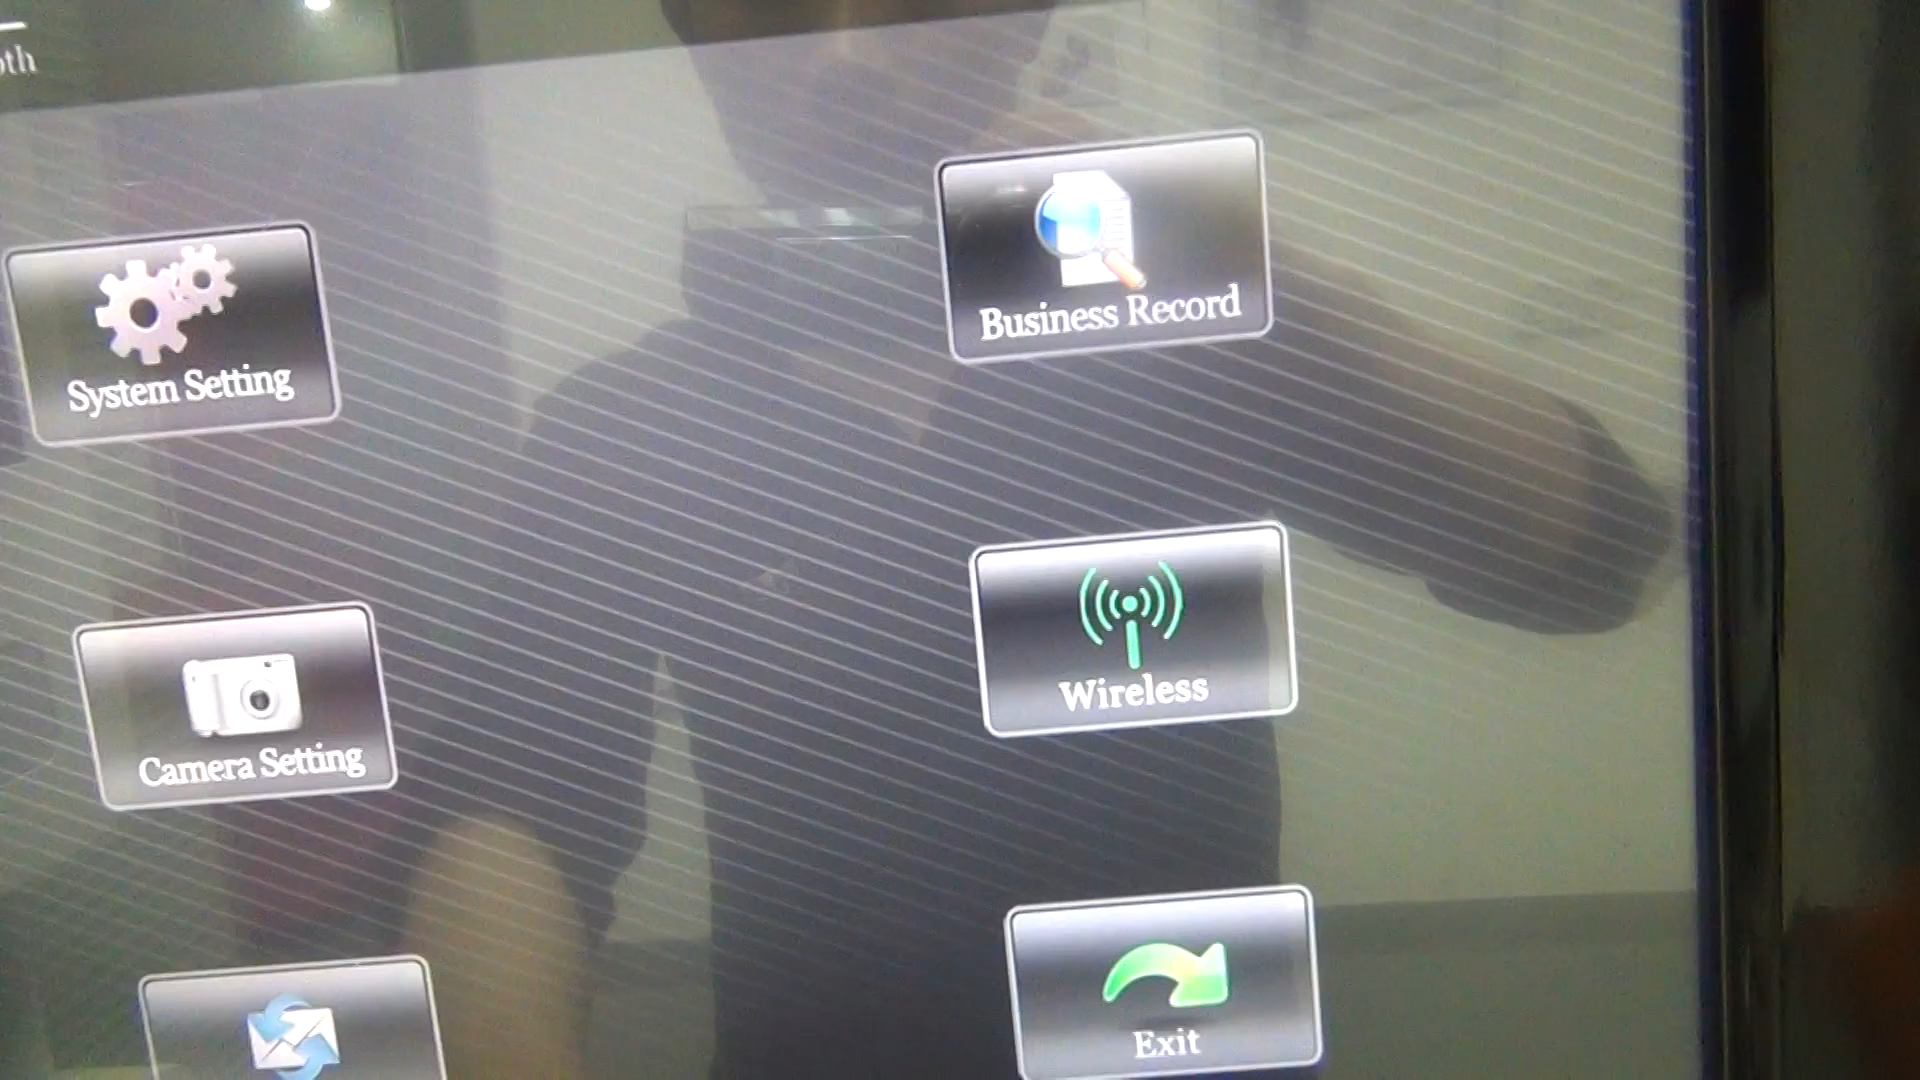 System Setting
Business Record
Camera Setting
Wireless
Exit